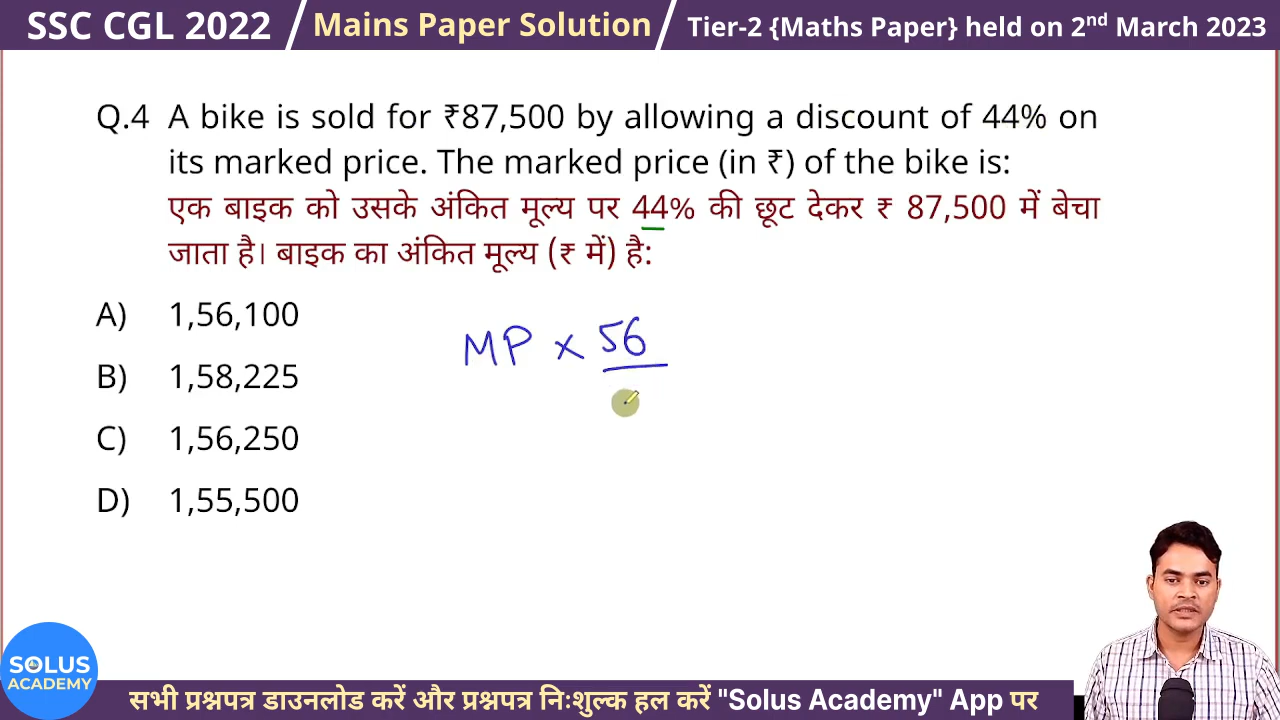 SSC CGL 2022 / Mains Paper Solution / Tier-2 {Maths Paper} held on 2nd March 2023
Q.4 A bike is sold for ₹87,500 by allowing a discount of 44% on
its marked price. The marked price (in ₹) of the bike is:
एक बाइक को उसके अंकित मूल्य पर 44% की छूट देकर ₹ 87,500 में बेचा
जाता है। बाइक का अंकित मूल्य (₹ में) है:
A) 1,56,100
B) 1,58,225
C) 1,56,250
D) 1,55,500
MP × 56
SOLUS
ACADEMY
सभी प्रश्नपत्र डाउनलोड करें और प्रश्नपत्र निःशुल्क हल करें "Solus Academy" App पर